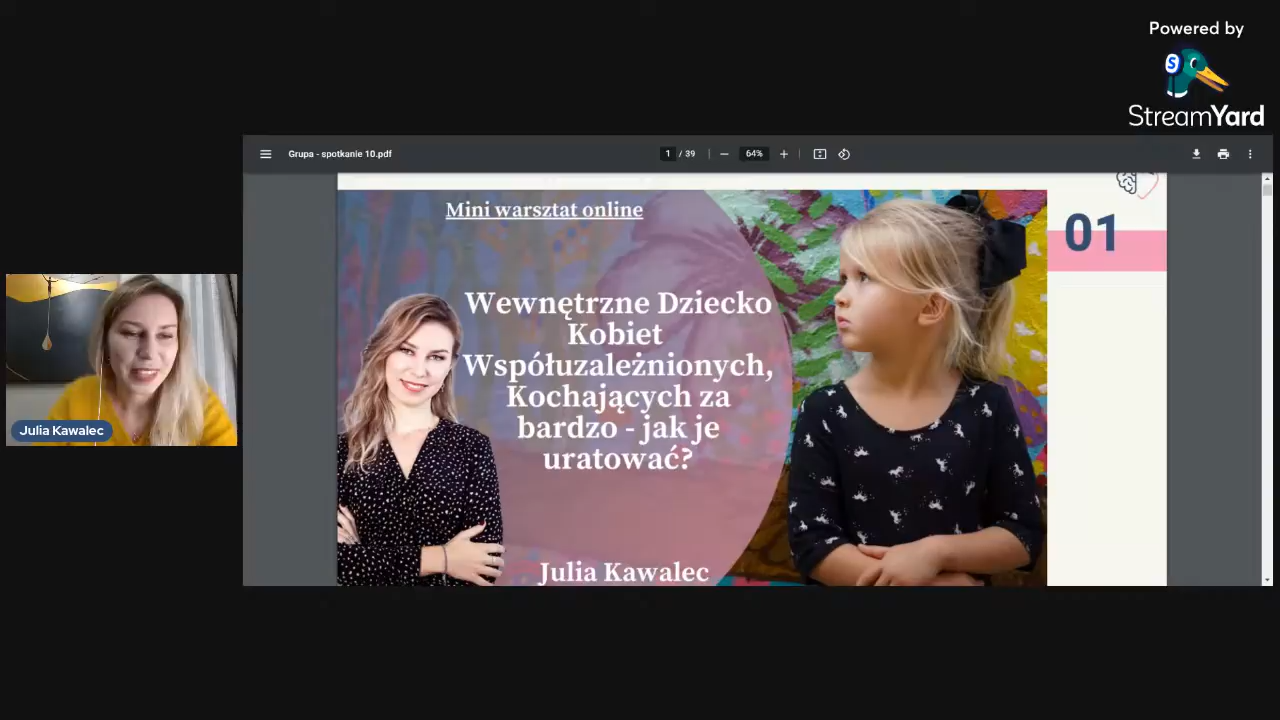 Powered by
S
StreamYard
Grupa - spotkanie 10.pdf
1 / 39
64%
01
Mini warsztat online
Wewnętrzne Dziecko
Kobiet
Współuzależnionych,
Kochających za
bardzo - jak je
uratować?
Julia Kawalec
Julia Kawalec